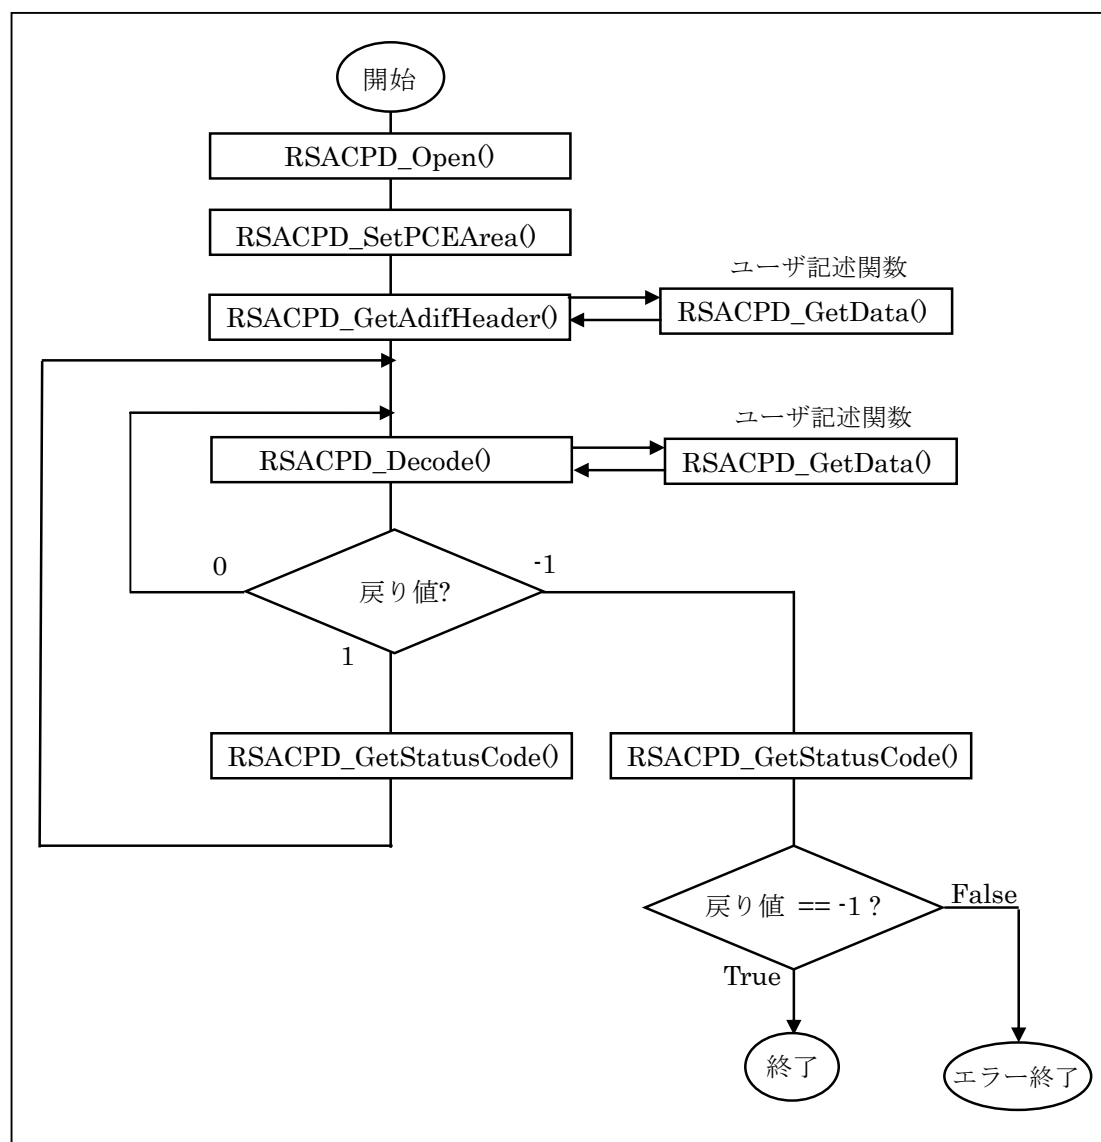 開始
RSACPD_Open()
RSACPD_SetPCEArea()
ユーザ記述関数
RSACPD_GetAdifHeader()
RSACPD_GetData()
ユーザ記述関数
RSACPD_Decode()
RSACPD_GetData()
0
-1
戻り値?
1
RSACPD_GetStatusCode()
RSACPD_GetStatusCode()
戻り値 == -1 ?
False
True
終了
エラー終了